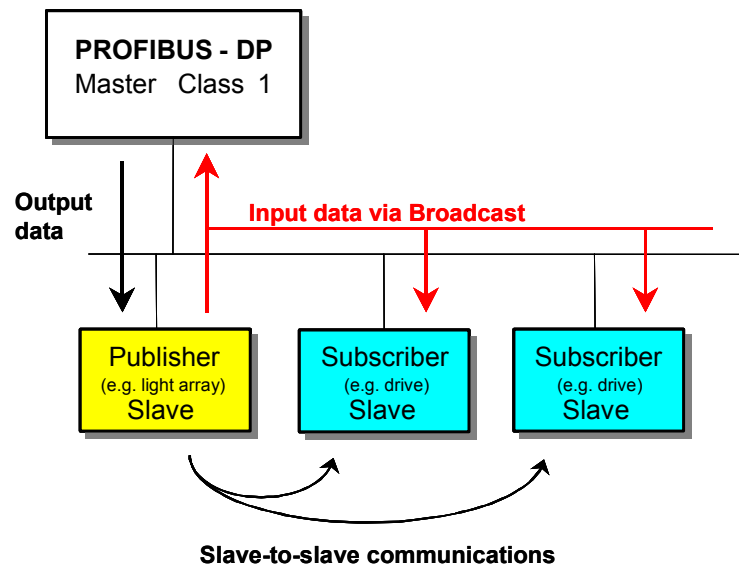 PROFIBUS - DP
Master Class 1
Output
data
Input data via Broadcast
Publisher
(e.g. light array)
Slave
Subscriber
(e.g. drive)
Slave
Subscriber
(e.g. drive)
Slave
Slave-to-slave communications